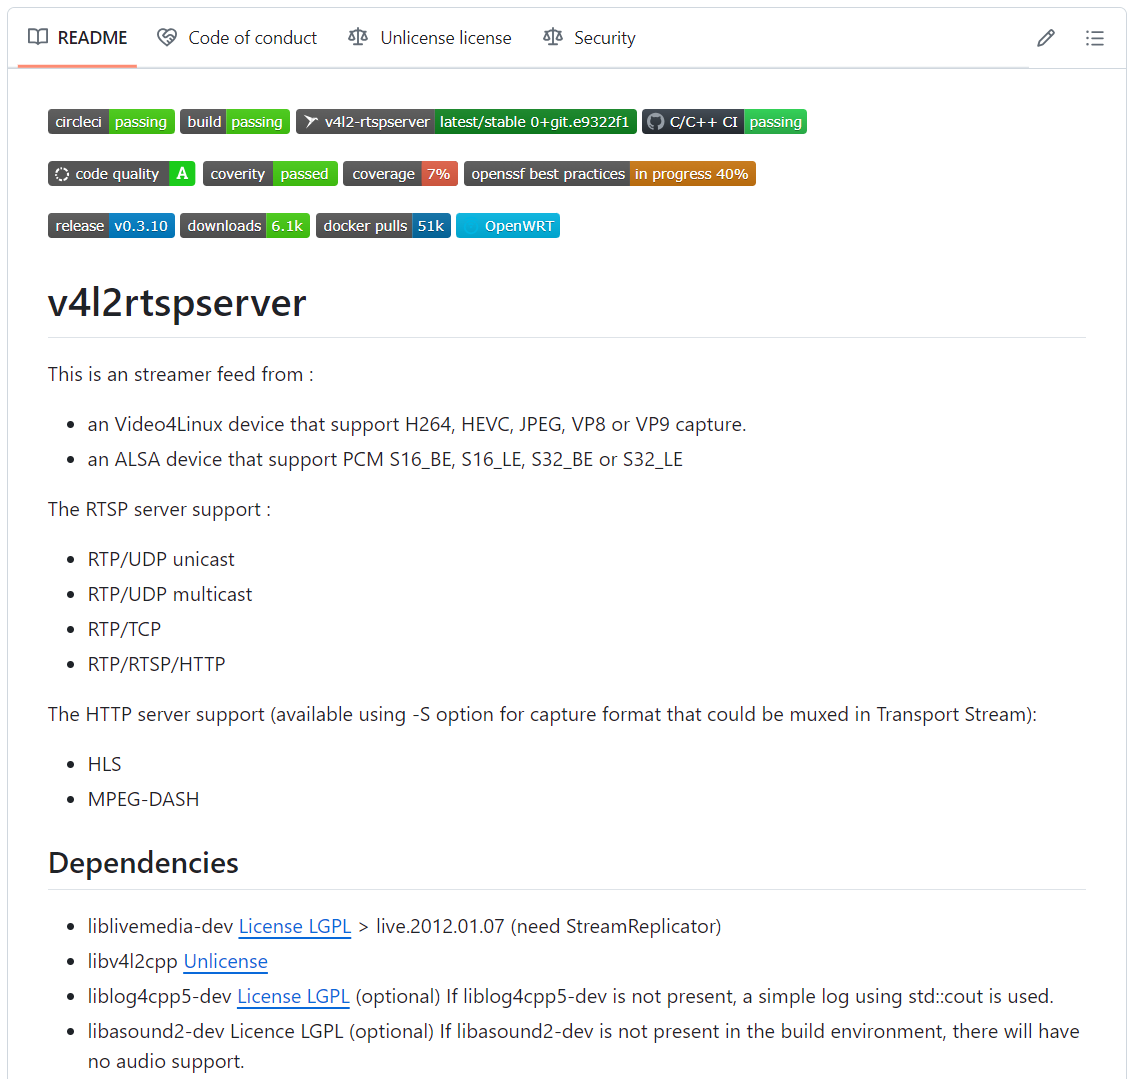 README Code of conduct Unlicense license Security
circleci passing build passing v4l2-rtspserver latest/stable 0+git.e9322f1 C/C++ CI passing
code quality A coverity passed coverage 7% openssf best practices in progress 40%
release v0.3.10 downloads 6.1k docker pulls 51k OpenWRT
v4l2rtspserver
This is an streamer feed from :
• an Video4Linux device that support H264, HEVC, JPEG, VP8 or VP9 capture.
• an ALSA device that support PCM S16_BE, S16_LE, S32_BE or S32_LE
The RTSP server support :
• RTP/UDP unicast
• RTP/UDP multicast
• RTP/TCP
• RTP/RTSP/HTTP
The HTTP server support (available using -S option for capture format that could be muxed in Transport Stream):
• HLS
• MPEG-DASH
Dependencies
• liblivemedia-dev License LGPL > live.2012.01.07 (need StreamReplicator)
• libv4l2cpp Unlicense
• liblog4cpp5-dev License LGPL (optional) If liblog4cpp5-dev is not present, a simple log using std::cout is used.
• libasound2-dev Licence LGPL (optional) If libasound2-dev is not present in the build environment, there will have
no audio support.